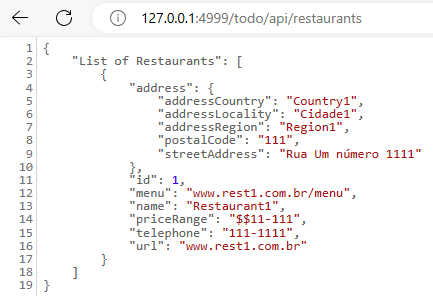 127.0.0.1:4999/todo/api/restaurants
1 {
2     "List of Restaurants": [
3         {
4             "address": {
5                 "addressCountry": "Country1",
6                 "addressLocality": "Cidade1",
7                 "addressRegion": "Region1",
8                 "postalCode": "111",
9                 "streetAddress": "Rua Um número 1111"
10             },
11             "id": 1,
12             "menu": "www.rest1.com.br/menu",
13             "name": "Restaurant1",
14             "priceRange": "$$11-111",
15             "telephone": "111-1111",
16             "url": "www.rest1.com.br"
17         }
18     ]
19 }